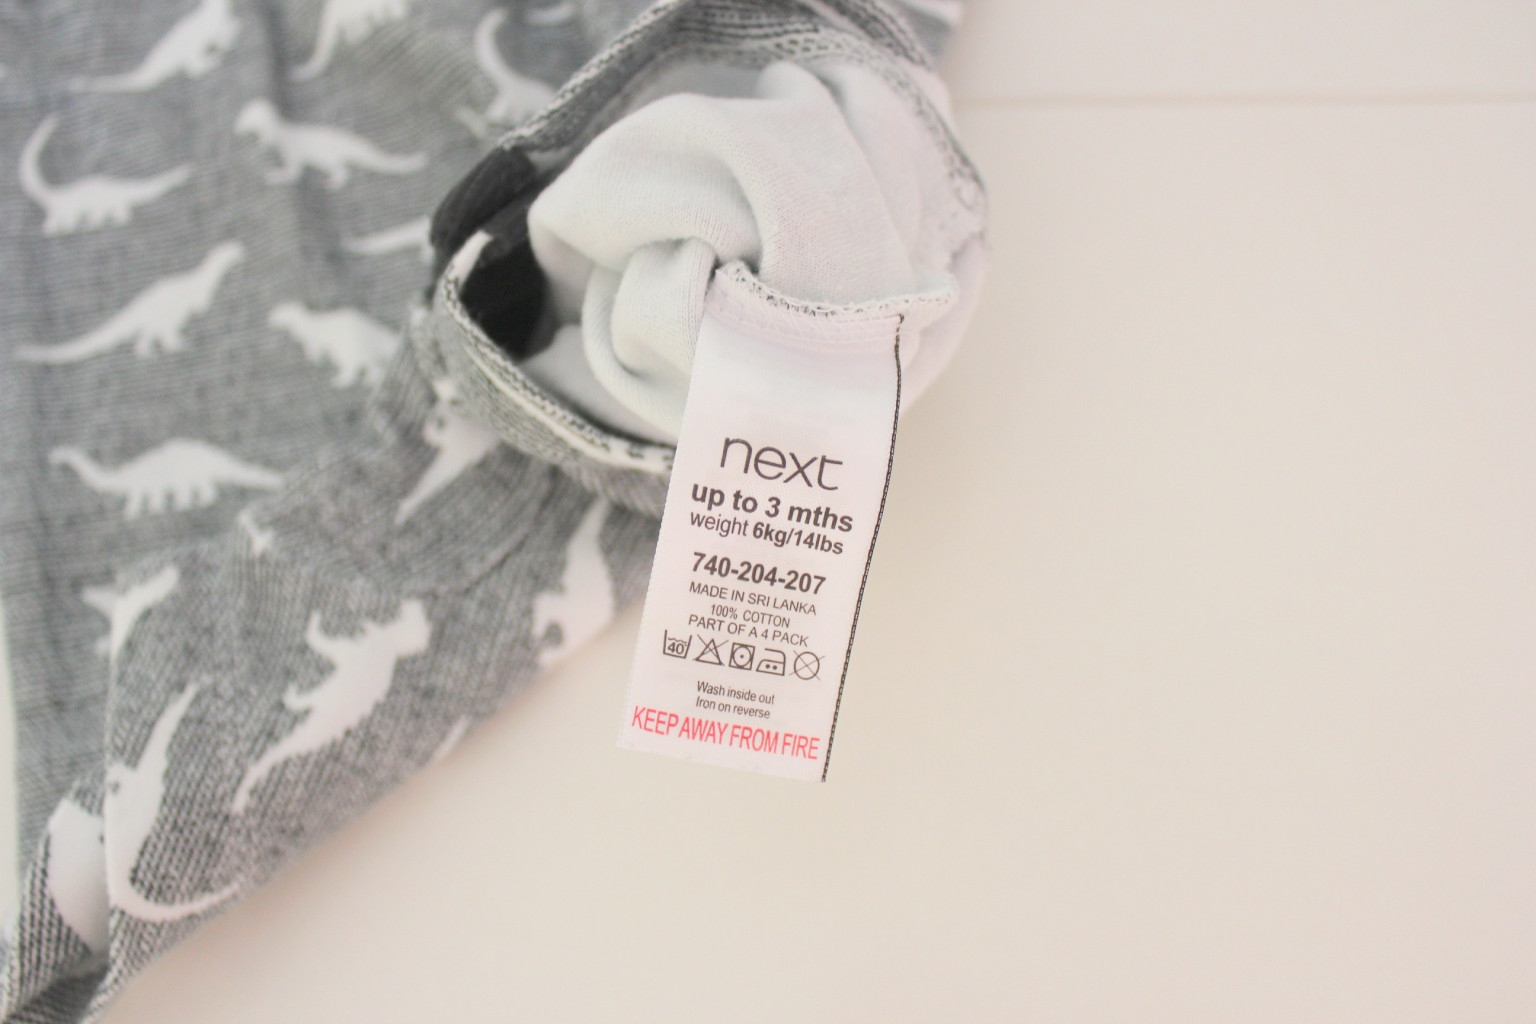 next
up to 3 mths
weight 6kg/14lbs
740-204-207
MADE IN SRI LANKA
100% COTTON
PART OF A 4 PACK
40
Wash inside out
Iron on reverse
KEEP AWAY FROM FIRE